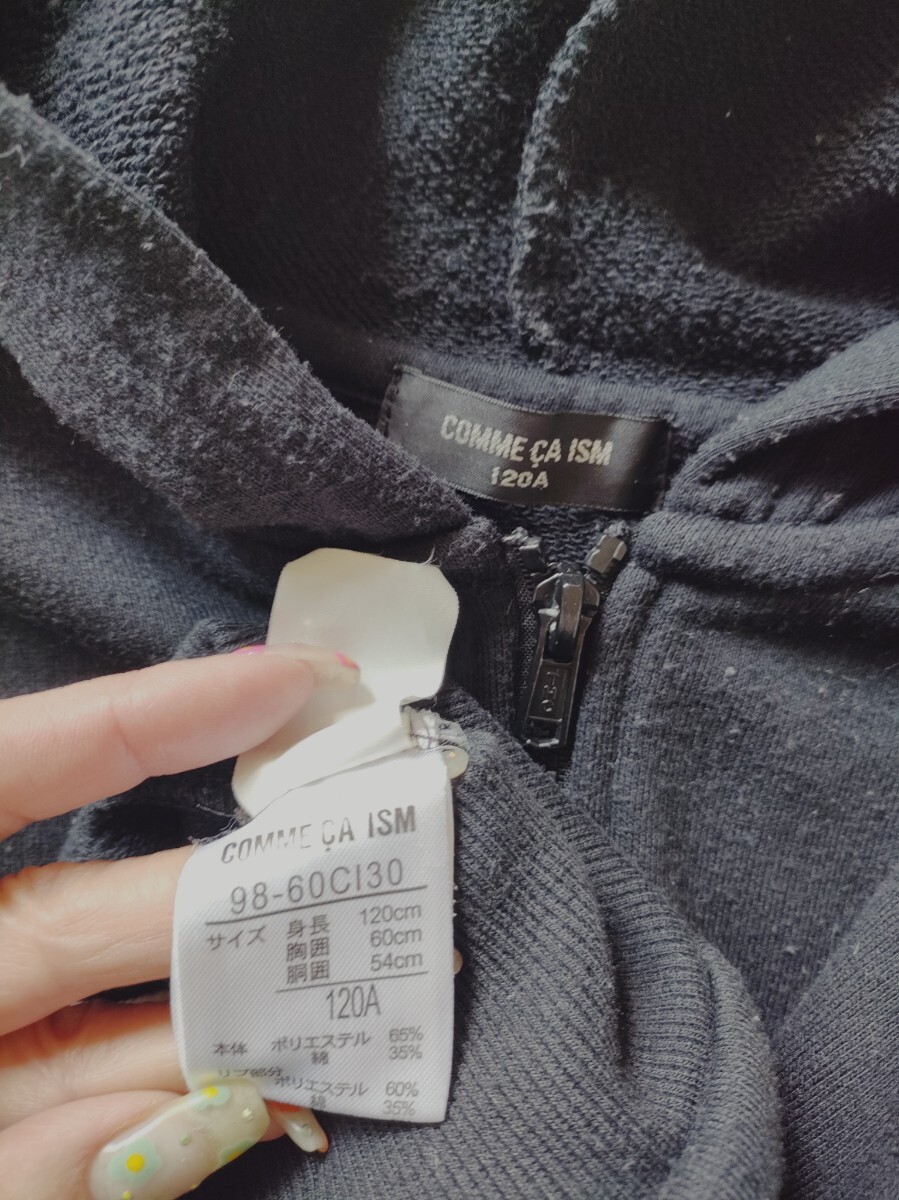 COMME ÇA ISM
120A
COMME ÇA ISM
98-60CI30
サイズ 身長 120cm
胸囲 60cm
胴囲 54cm
120A
本体 ポリエステル 65%
綿 35%
リブ部分
ポリエステル 60%
綿 35%